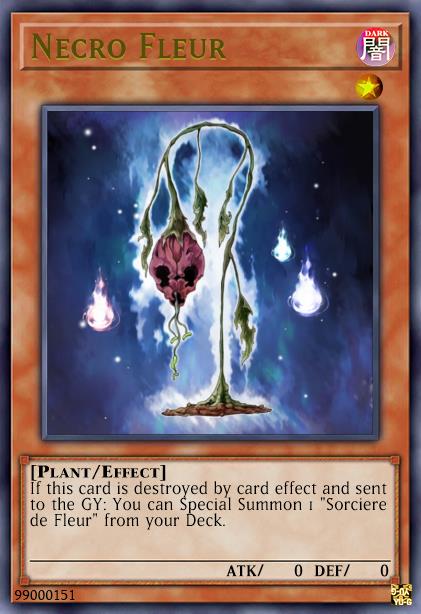 Necro Fleur
DARK
闇
[Plant/Effect]
If this card is destroyed by card effect and sent
to the GY: You can Special Summon 1 "Sorciere
de Fleur" from your Deck.
ATK/ 0 DEF/ 0
99000151